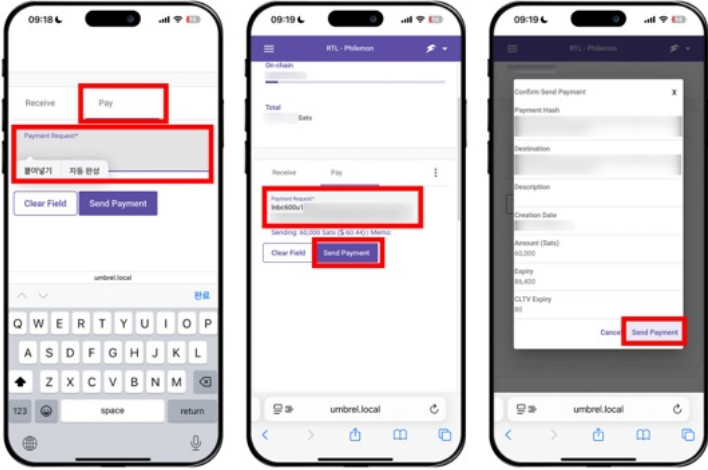 09:18
Receive
Pay
Payment Request*
붙여넣기
자동 완성
Clear Field
Send Payment
umbrel.local
완료
Q W E R T Y U I O P
A S D F G H J K L
Z X C V B N M
123
space
return
09:19
RTL - Philemon
On-chain
Total
Sats
Receive
Pay
Payment Request*
lnbc600u1
Sending: 60,000 Sats ($ 60.44) | Memo:
Clear Field
Send Payment
umbrel.local
09:19
RTL - Philemon
Confirm Send Payment
X
Payment Hash
Destination
Description
Creation Date
Amount (Sats)
60,000
Expiry
86,400
CLTV Expiry
80
Cancel
Send Payment
umbrel.local